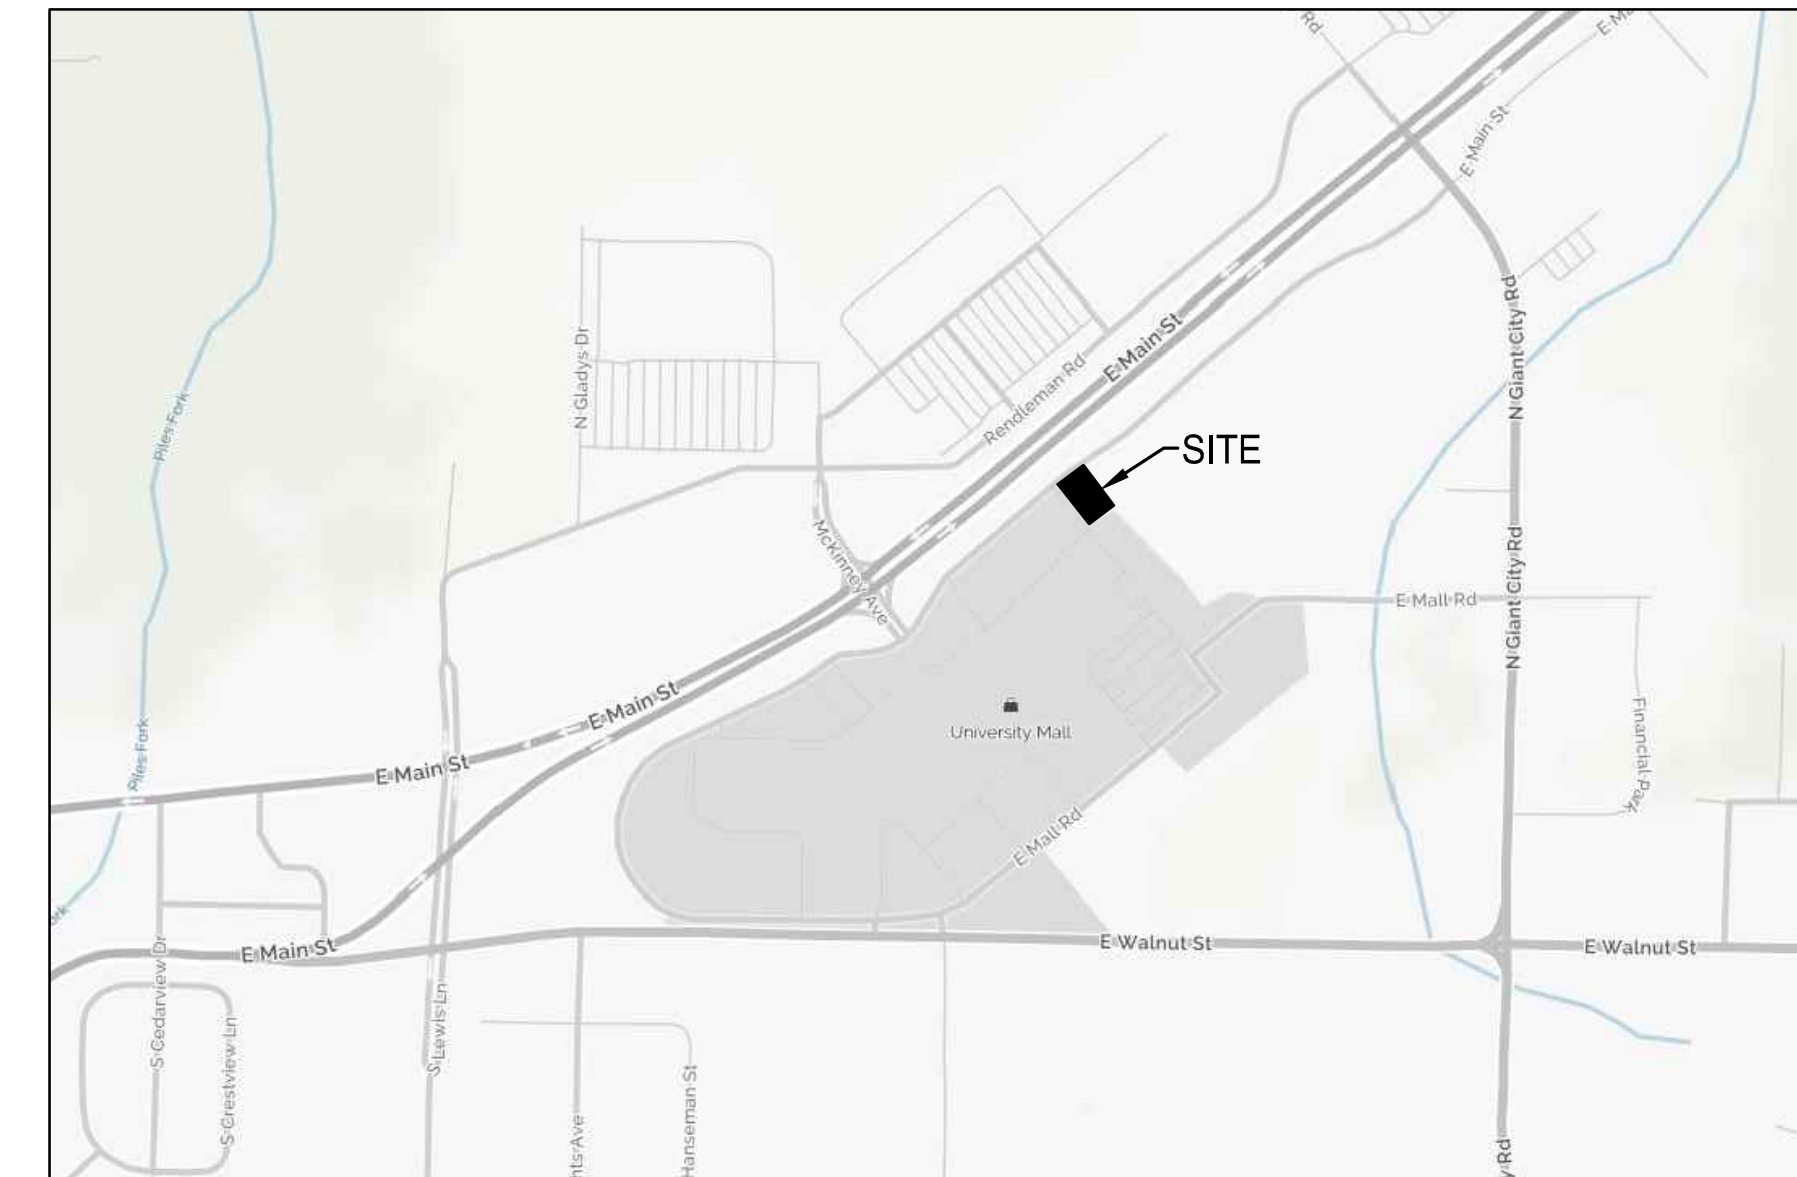 Rd
E Main St
N Gladys Dr
Piles Fork
Rendleman Rd
E Main St
N Giant City Rd
SITE
McKinney Ave
N Giant City Rd
E Mall Rd
E Main St
University Mall
Financial Park
Piles Fork
E Main St
E Mall Rd
E Main St
E Walnut St
E Walnut St
S Cedarview Dr
S Lewis Ln
S Crestview Ln
Hanseman St
Rd